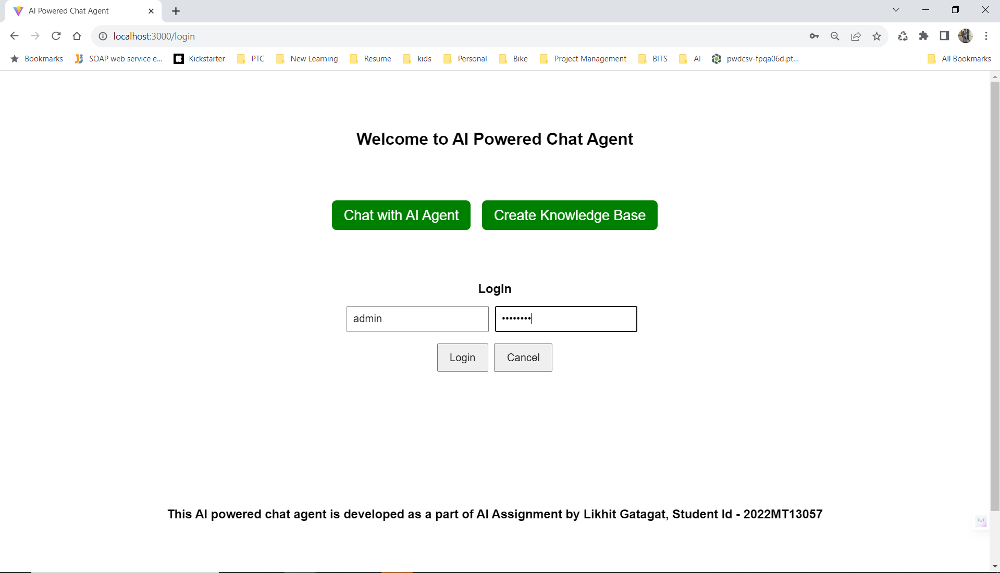 AI Powered Chat Agent
localhost:3000/login
Bookmarks SOAP web service e... Kickstarter PTC New Learning Resume kids Personal Bike Project Management BITS AI pwdcsv-fpqa06d.pt... All Bookmarks
Welcome to AI Powered Chat Agent
Chat with AI Agent Create Knowledge Base
Login
admin ••••••••
Login Cancel
This AI powered chat agent is developed as a part of AI Assignment by Likhit Gatagat, Student Id - 2022MT13057